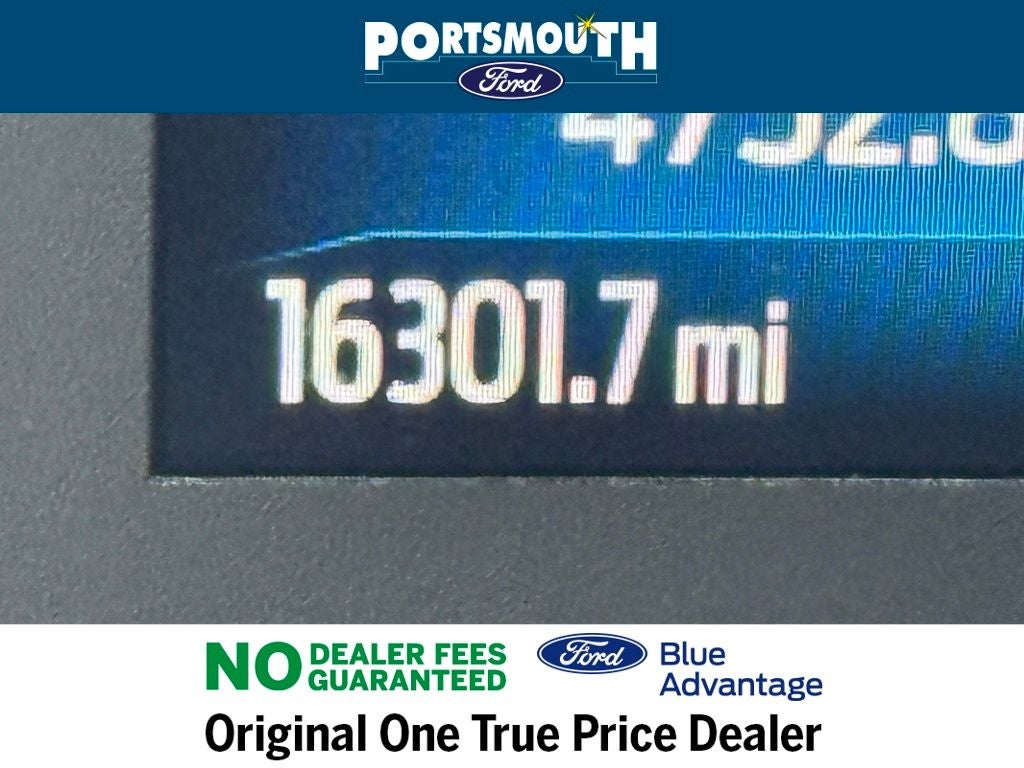 PORTSMOUTH
Ford
16301.7 mi
NO DEALER FEES
GUARANTEED
Ford Blue
Advantage
Original One True Price Dealer